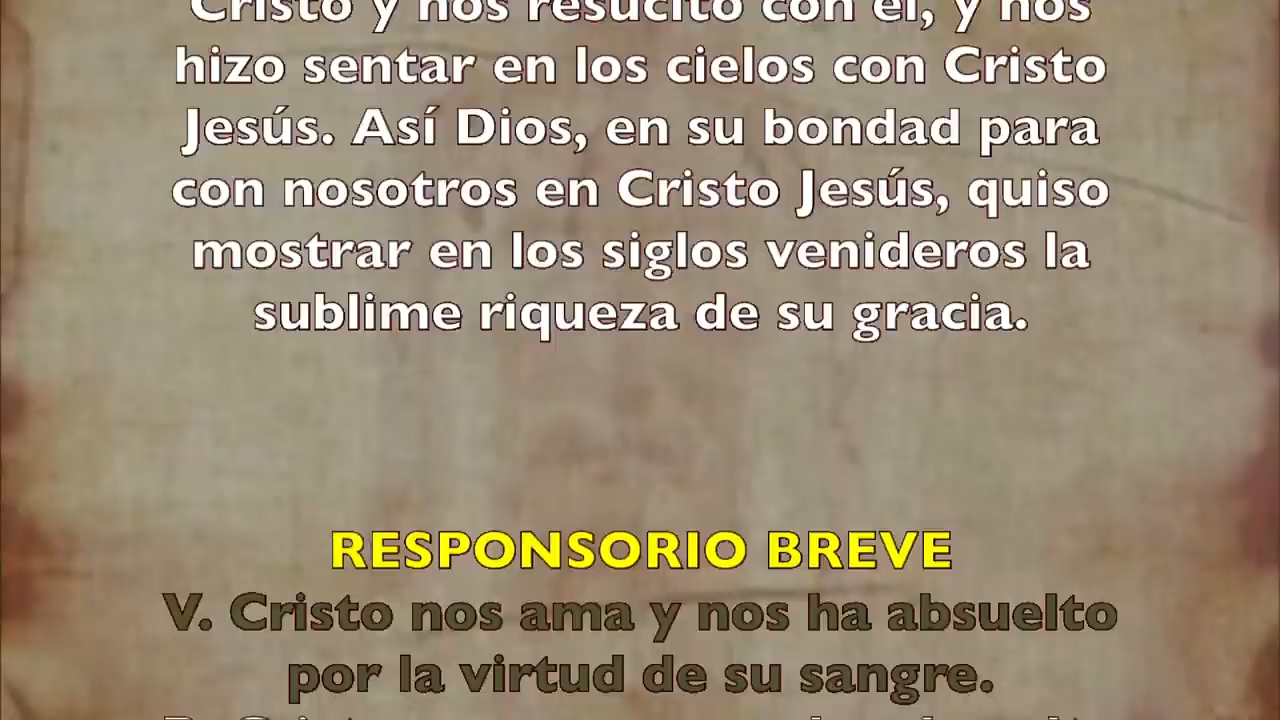 Cristo y nos resucitó con él, y nos
hizo sentar en los cielos con Cristo
Jesús. Así Dios, en su bondad para
con nosotros en Cristo Jesús, quiso
mostrar en los siglos venideros la
sublime riqueza de su gracia.
RESPONSORIO BREVE
V. Cristo nos ama y nos ha absuelto
por la virtud de su sangre.